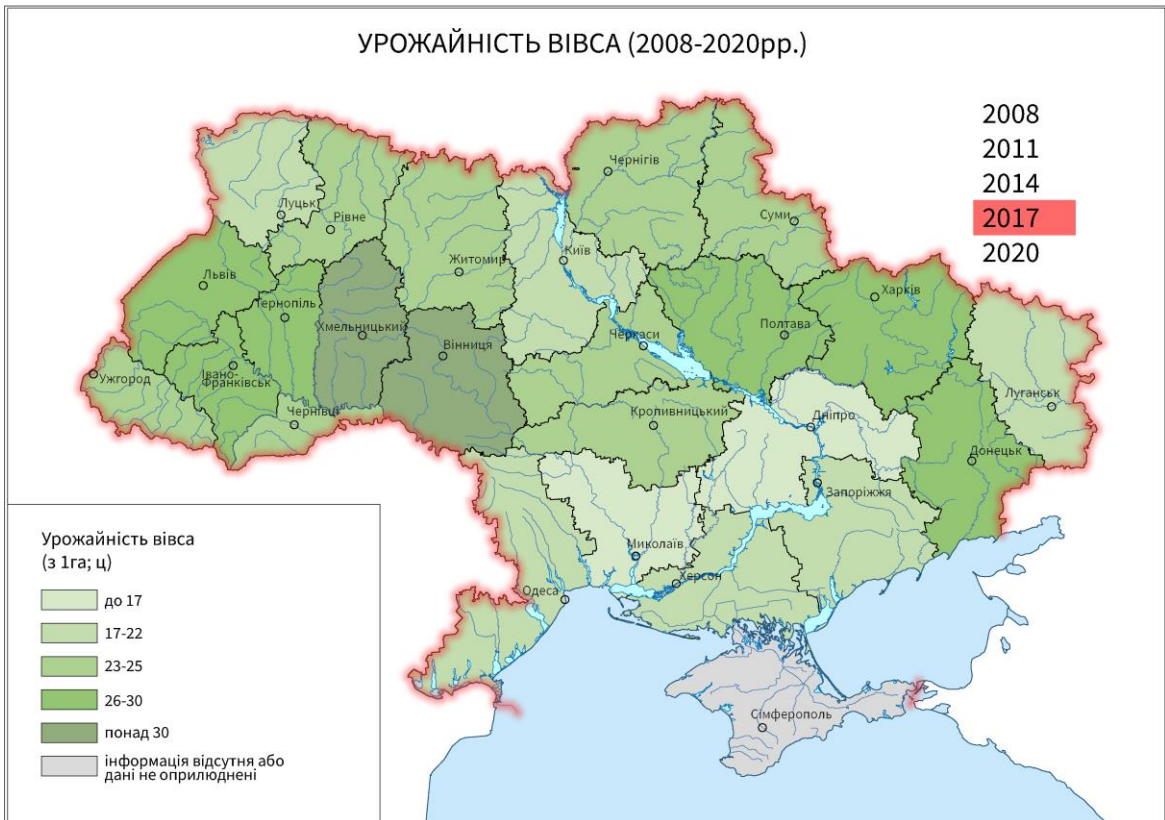 УРОЖАЙНІСТЬ ВІВСА (2008-2020рр.)
2008
2011
2014
2017
2020
Чернігів
Луцьк
Рівне
Суми
Київ
Житомир
Львів
Харків
Тернопіль
Хмельницький
Полтава
Черкаси
Вінниця
Івано-
Франківськ
Ужгород
Луганськ
Чернівці
Кропивницький
Дніпро
Донецьк
Запоріжжя
Миколаїв
Херсон
Одеса
Сімферополь
Урожайність вівса
(з 1га; ц)
до 17
17-22
23-25
26-30
понад 30
інформація відсутня або
дані не оприлюднені